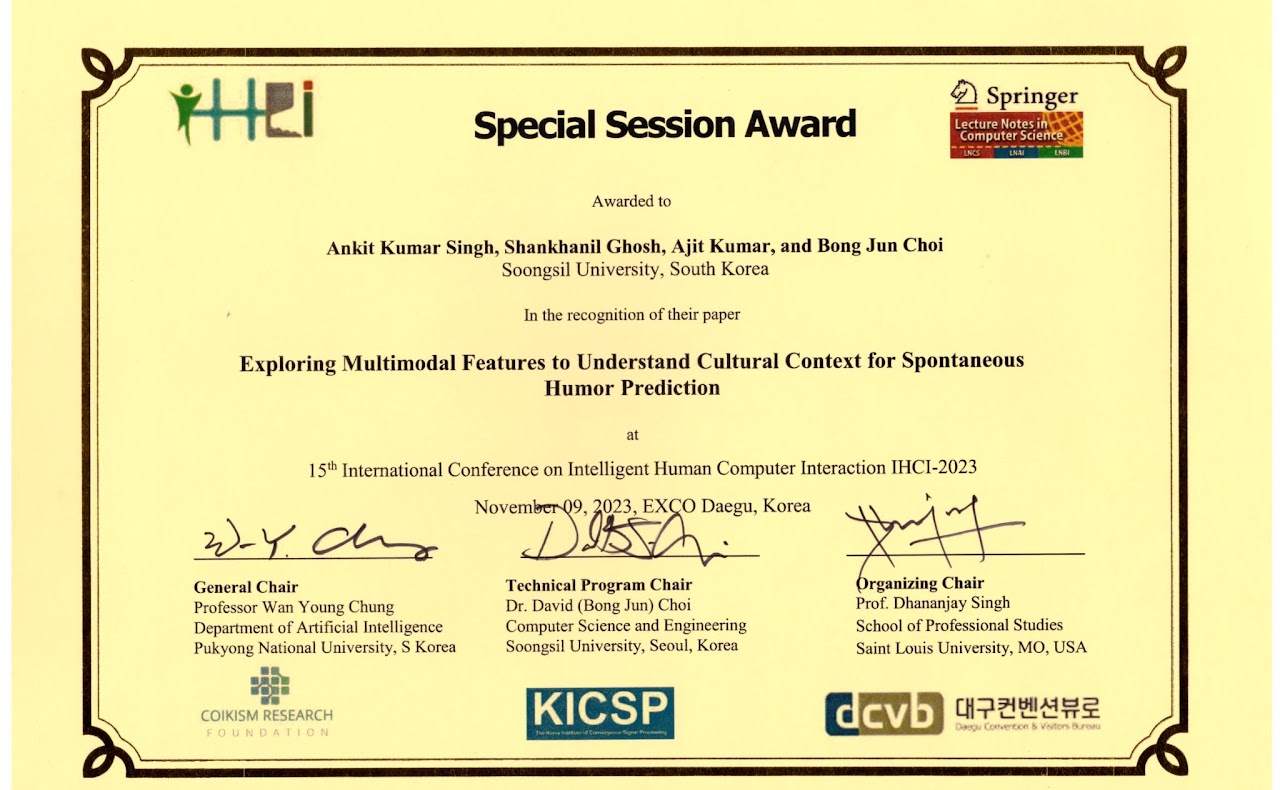 iHCi
Special Session Award
Springer
Lecture Notes in
Computer Science
LNCS LNAI LNBI
Awarded to
Ankit Kumar Singh, Shankhanil Ghosh, Ajit Kumar, and Bong Jun Choi
Soongsil University, South Korea
In the recognition of their paper
Exploring Multimodal Features to Understand Cultural Context for Spontaneous
Humor Prediction
at
15th International Conference on Intelligent Human Computer Interaction IHCI-2023
November 09, 2023, EXCO Daegu, Korea
W-Y. Chung
General Chair
Professor Wan Young Chung
Department of Artificial Intelligence
Pukyong National University, S Korea
Technical Program Chair
Dr. David (Bong Jun) Choi
Computer Science and Engineering
Soongsil University, Seoul, Korea
Organizing Chair
Prof. Dhananjay Singh
School of Professional Studies
Saint Louis University, MO, USA
COIKISM RESEARCH
FOUNDATION
KICSP
The Korea Institute of Convergence Signal Processing
dcvb 대구컨벤션뷰로
Daegu Convention & Visitors Bureau